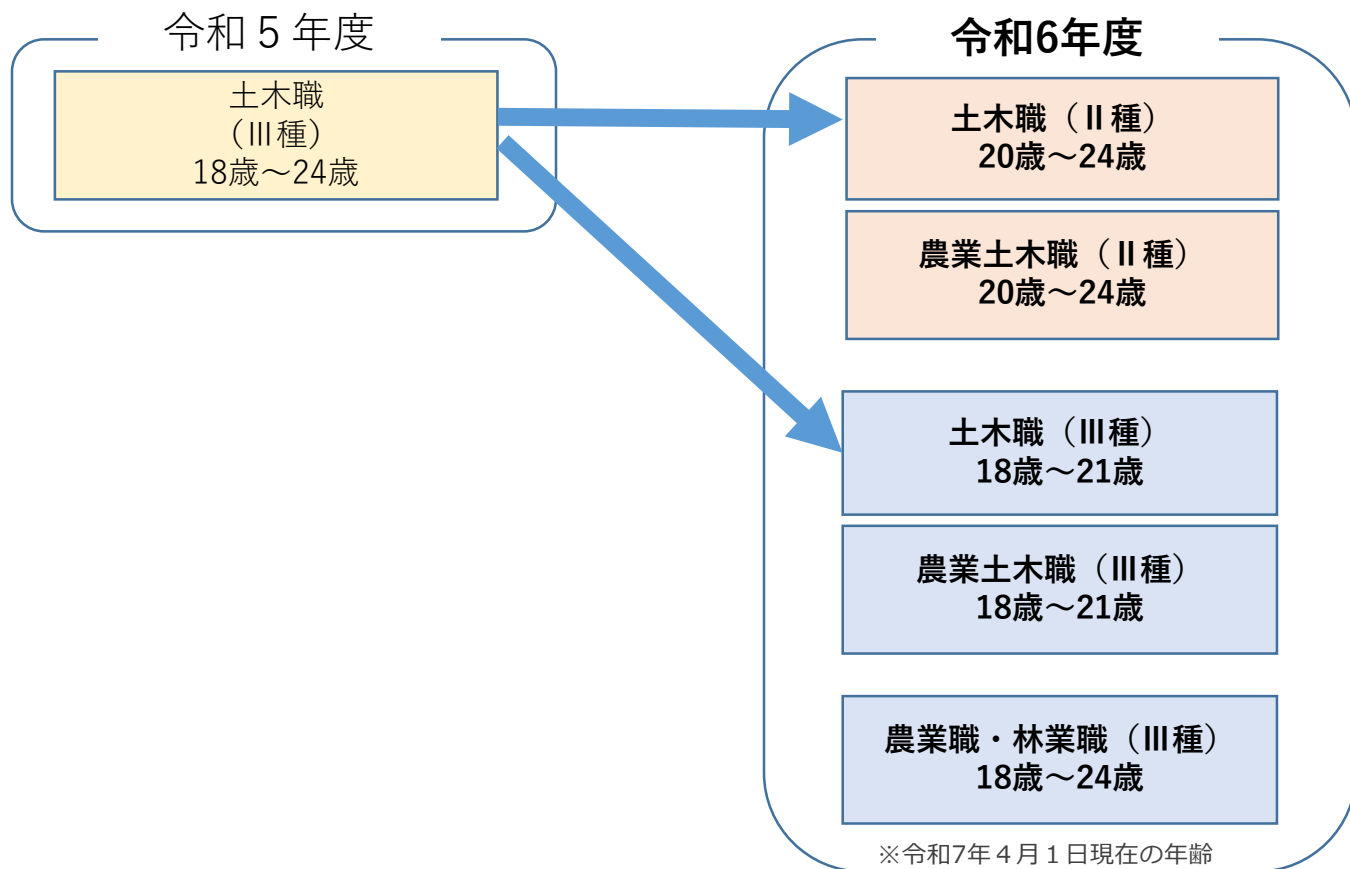 令和５年度
土木職
（Ⅲ種）
18歳～24歳
令和6年度
土木職（Ⅱ種）
20歳～24歳
農業土木職（Ⅱ種）
20歳～24歳
土木職（Ⅲ種）
18歳～21歳
農業土木職（Ⅲ種）
18歳～21歳
農業職・林業職（Ⅲ種）
18歳～24歳
※令和7年４月１日現在の年齢